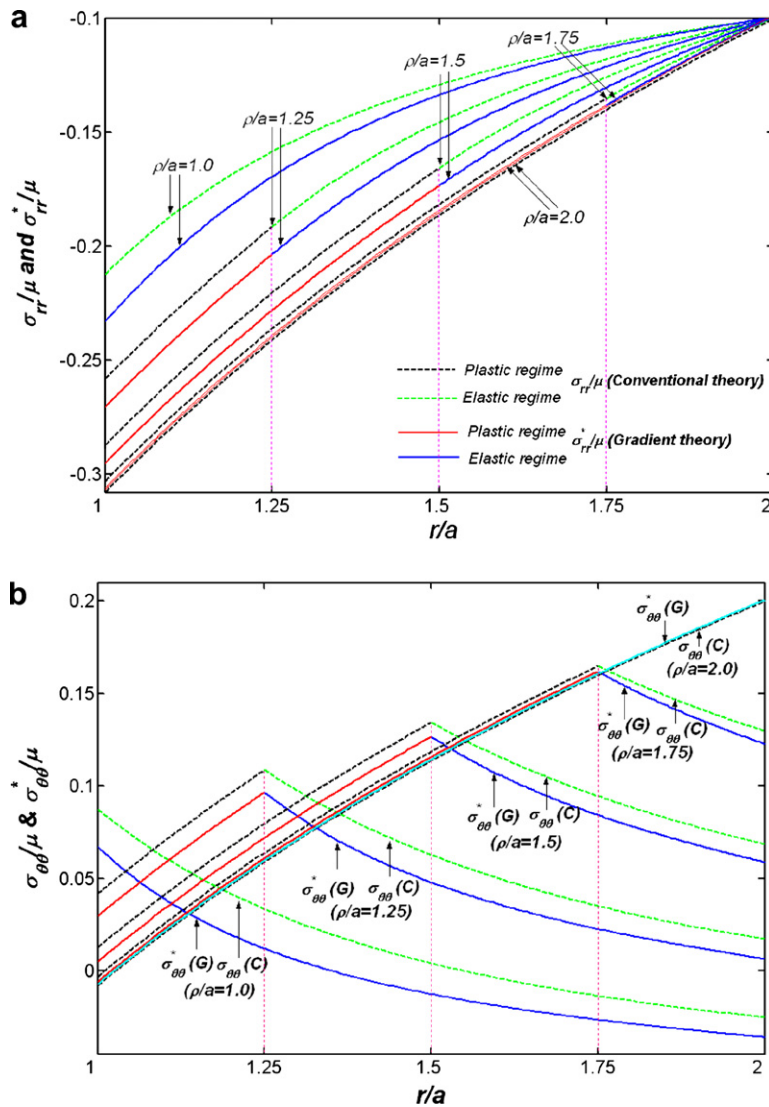 a
-0.1
-0.15
-0.2
-0.25
-0.3
σrr/μ and σ*rr/μ
ρ/a=1.0
ρ/a=1.25
ρ/a=1.5
ρ/a=1.75
ρ/a=2.0
Plastic regime
Elastic regime
σrr/μ (Conventional theory)
Plastic regime
Elastic regime
σ*rr/μ (Gradient theory)
1 1.25 1.5 1.75 2
r/a
b
0.2
0.15
0.1
0.05
0
σθθ/μ & σ*θθ/μ
σ*θθ(G)
σθθ(C)
(ρ/a=2.0)
σ*θθ(G) σθθ(C)
(ρ/a=1.75)
σ*θθ(G) σθθ(C)
(ρ/a=1.5)
σ*θθ(G) σθθ(C)
(ρ/a=1.25)
σ*θθ(G) σθθ(C)
(ρ/a=1.0)
1 1.25 1.5 1.75 2
r/a